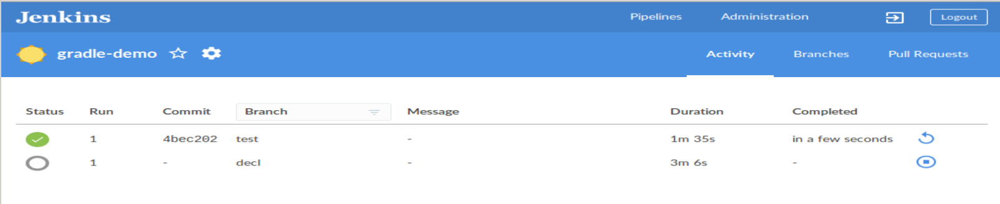 Jenkins Pipelines Administration Logout
gradle-demo Activity Branches Pull Requests
Status Run Commit Branch Message Duration Completed
1 4bec202 test - 1m 35s in a few seconds
1 - decl - 3m 6s -